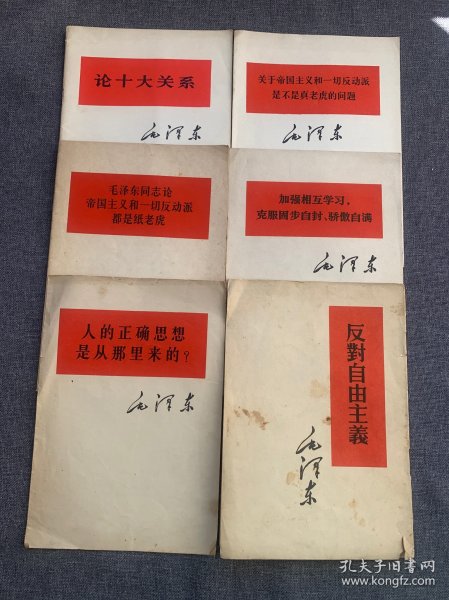 论十大关系
毛泽东
关于帝国主义和一切反动派
是不是真老虎的问题
毛泽东
毛泽东同志论
帝国主义和一切反动派
都是纸老虎
加强相互学习，
克服固步自封、骄傲自满
毛泽东
人的正确思想
是从那里来的？
毛泽东
反對自由主義
毛泽东
孔夫子旧书网
www.kongfz.com